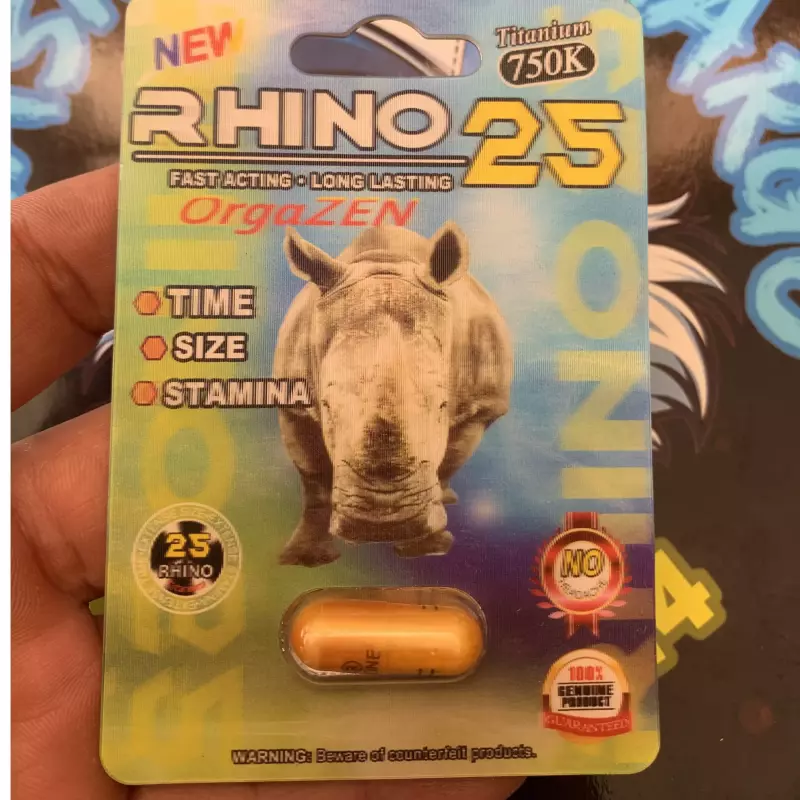 NEW
Titanium
750K
RHINO 25
FAST ACTING • LONG LASTING
OrgaZEN
TIME
SIZE
STAMINA
25
RHINO
NO
HEADACHE
100%
GENUINE
PRODUCT
GUARANTEED
WARNING: Beware of counterfeit products.